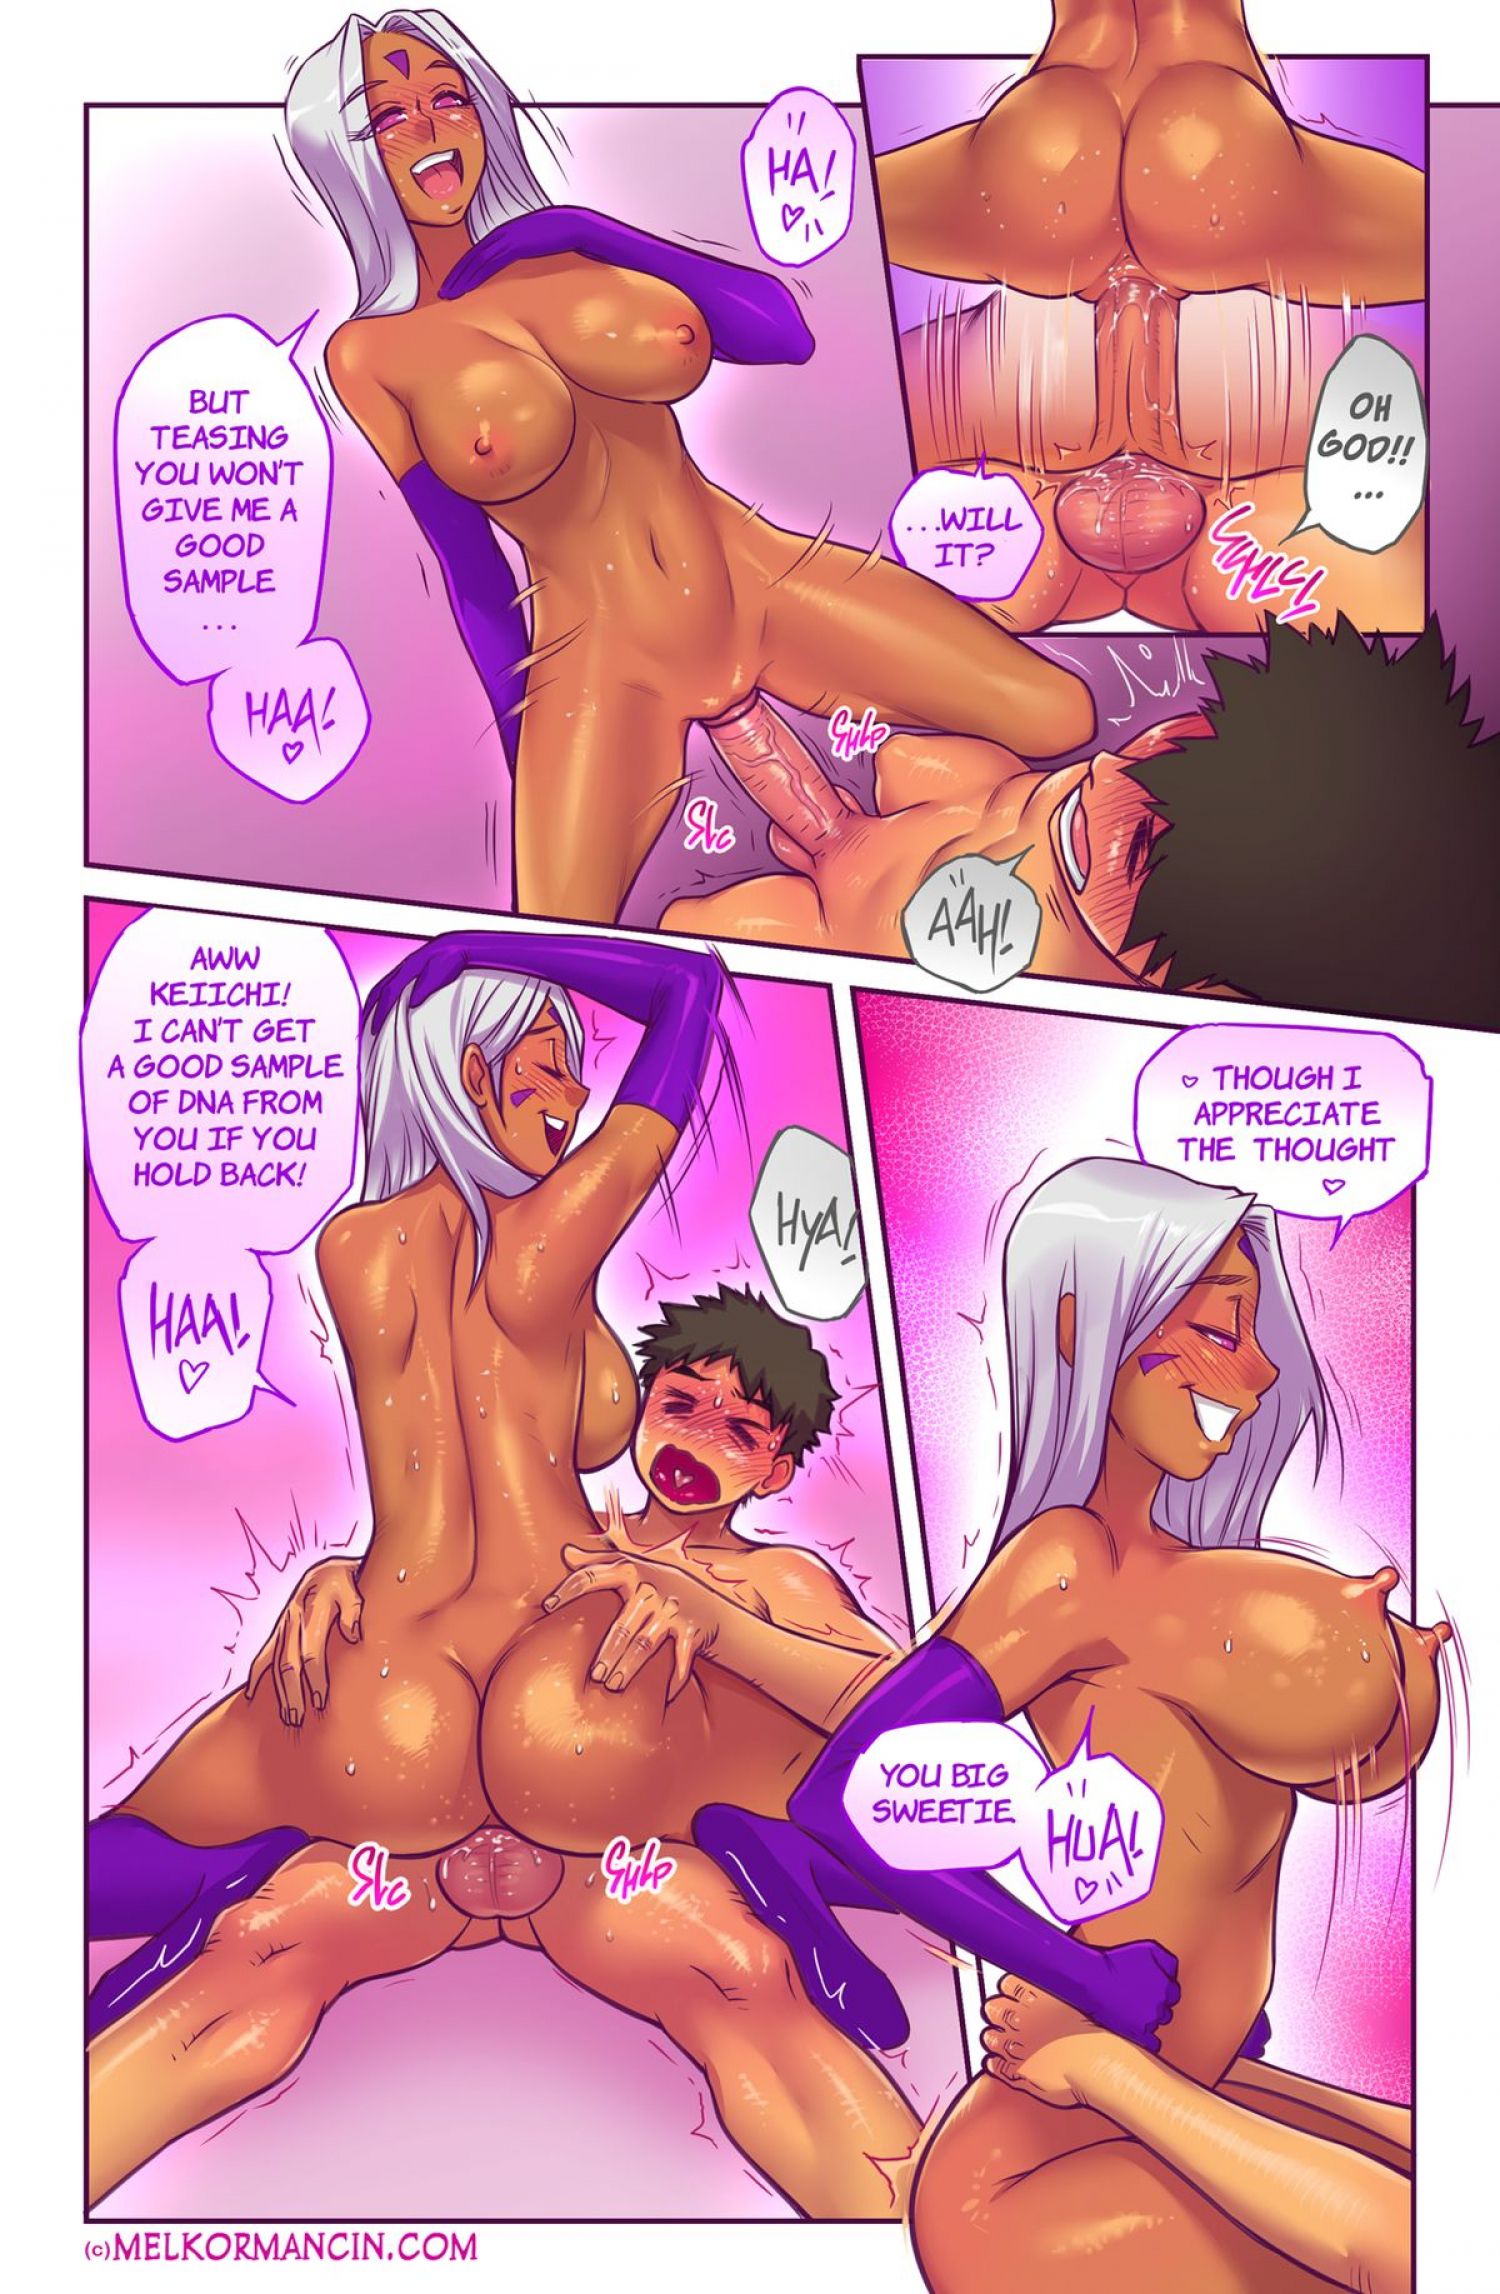 HA!
BUT
TEASING
YOU WON'T
GIVE ME A
GOOD
SAMPLE
...
HAA!
OH
GOD!!
...
...WILL
IT?
AAH!
AWW
KEIICHI!
I CAN'T GET
A GOOD SAMPLE
OF DNA FROM
YOU IF YOU
HOLD BACK!
HAA!
HYA!
THOUGH I
APPRECIATE
THE THOUGHT
YOU BIG
SWEETIE
HUA!
(c)MELKORMANCIN.COM